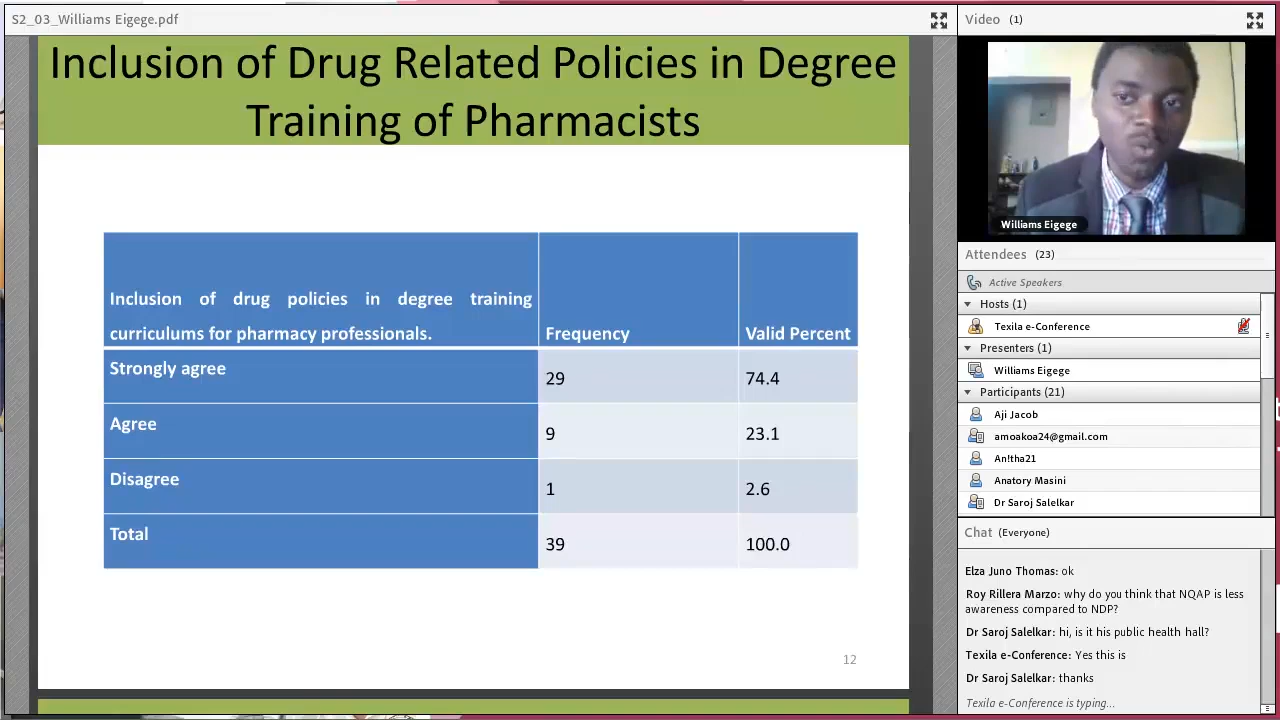 S2_03_Williams Eigege.pdf
Inclusion of Drug Related Policies in Degree
Training of Pharmacists
Inclusion of drug policies in degree training
curriculums for pharmacy professionals.
Frequency
Valid Percent
Strongly agree
29
74.4
Agree
9
23.1
Disagree
1
2.6
Total
39
100.0
12
Video (1)
Williams Eigege
Attendees (23)
Active Speakers
Hosts (1)
Texila e-Conference
Presenters (1)
Williams Eigege
Participants (21)
Aji Jacob
amoakoa24@gmail.com
An!tha21
Anatory Masini
Dr Saroj Salelkar
Chat (Everyone)
Elza Juno Thomas: ok
Roy Rillera Marzo: why do you think that NQAP is less
awareness compared to NDP?
Dr Saroj Salelkar: hi, is it his public health hall?
Texila e-Conference: Yes this is
Dr Saroj Salelkar: thanks
Texila e-Conference is typing...